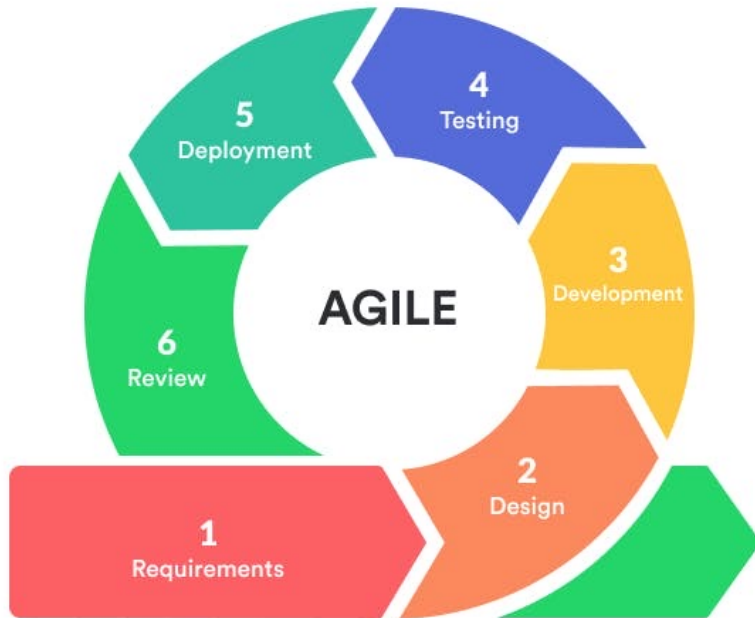 4
Testing
5
Deployment
3
Development
AGILE
6
Review
2
Design
1
Requirements